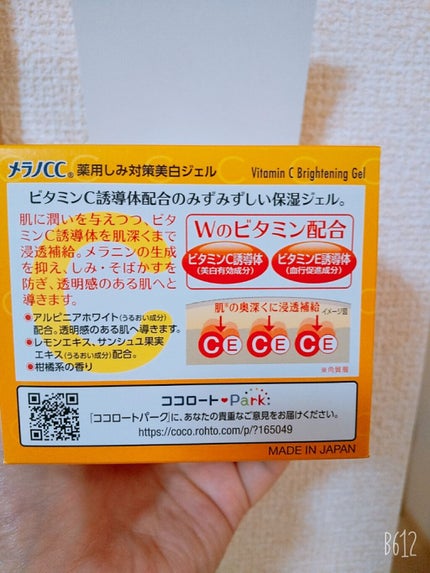 メラノCC® 薬用しみ対策美白ジェル Vitamin C Brightening Gel
ビタミンC誘導体配合のみずみずしい保湿ジェル。
肌に潤いを与えつつ、ビタ
ミンC誘導体を肌深くまで
浸透補給。メラニンの生成
を抑え、しみ・そばかすを
防ぎ、透明感のある肌へと
導きます。
●アルピニアホワイト(うるおい成分)
配合。透明感のある肌へ導きます。
●レモンエキス、サンシュユ果実
エキス(うるおい成分)配合。
●柑橘系の香り
Wのビタミン配合
ビタミンC誘導体
(美白有効成分)
ビタミンE誘導体
(血行促進成分)
肌※の奥深くに浸透補給 イメージ図
C E C E C E
※角質層
ココロート Park
「ココロートパーク」に、あなたの貴重なご意見をお届けください。
https://coco.rohto.com/p/?165049
MADE IN JAPAN
B612